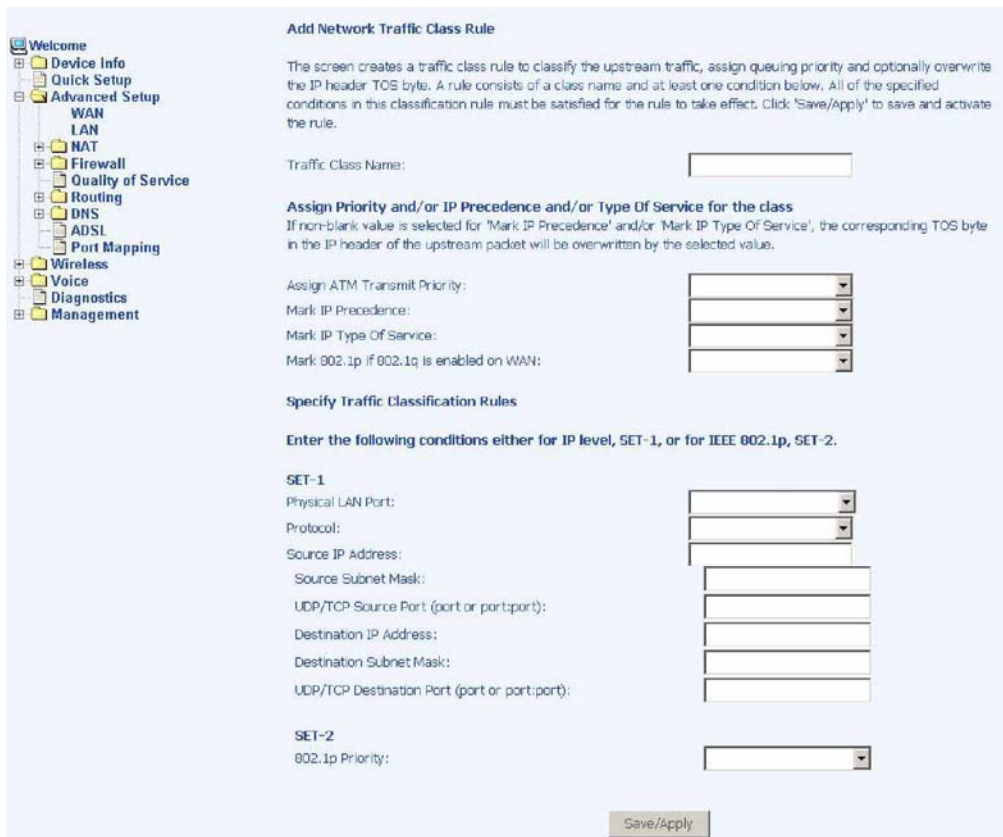 Welcome
Device Info
Quick Setup
Advanced Setup
WAN
LAN
NAT
Firewall
Quality of Service
Routing
DNS
ADSL
Port Mapping
Wireless
Voice
Diagnostics
Management
Add Network Traffic Class Rule
The screen creates a traffic class rule to classify the upstream traffic, assign queuing priority and optionally overwrite
the IP header TOS byte. A rule consists of a class name and at least one condition below. All of the specified
conditions in this classification rule must be satisfied for the rule to take effect. Click 'Save/Apply' to save and activate
the rule.
Traffic Class Name:
Assign Priority and/or IP Precedence and/or Type Of Service for the class
If non-blank value is selected for 'Mark IP Precedence' and/or 'Mark IP Type Of Service', the corresponding TOS byte
in the IP header of the upstream packet will be overwritten by the selected value.
Assign ATM Transmit Priority:
Mark IP Precedence:
Mark IP Type Of Service:
Mark 802.1p if 802.1q is enabled on WAN:
Specify Traffic Classification Rules
Enter the following conditions either for IP level, SET-1, or for IEEE 802.1p, SET-2.
SET-1
Physical LAN Port:
Protocol:
Source IP Address:
Source Subnet Mask:
UDP/TCP Source Port (port or port:port):
Destination IP Address:
Destination Subnet Mask:
UDP/TCP Destination Port (port or port:port):
SET-2
802.1p Priority:
Save/Apply